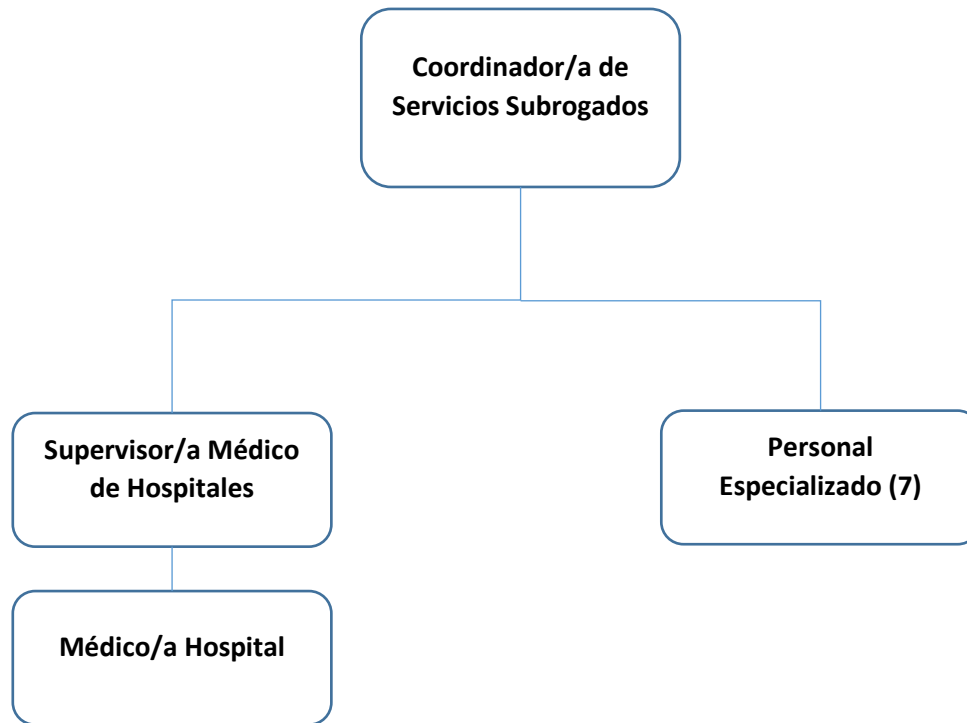 Coordinador/a de
Servicios Subrogados
Supervisor/a Médico
de Hospitales
Personal
Especializado (7)
Médico/a Hospital